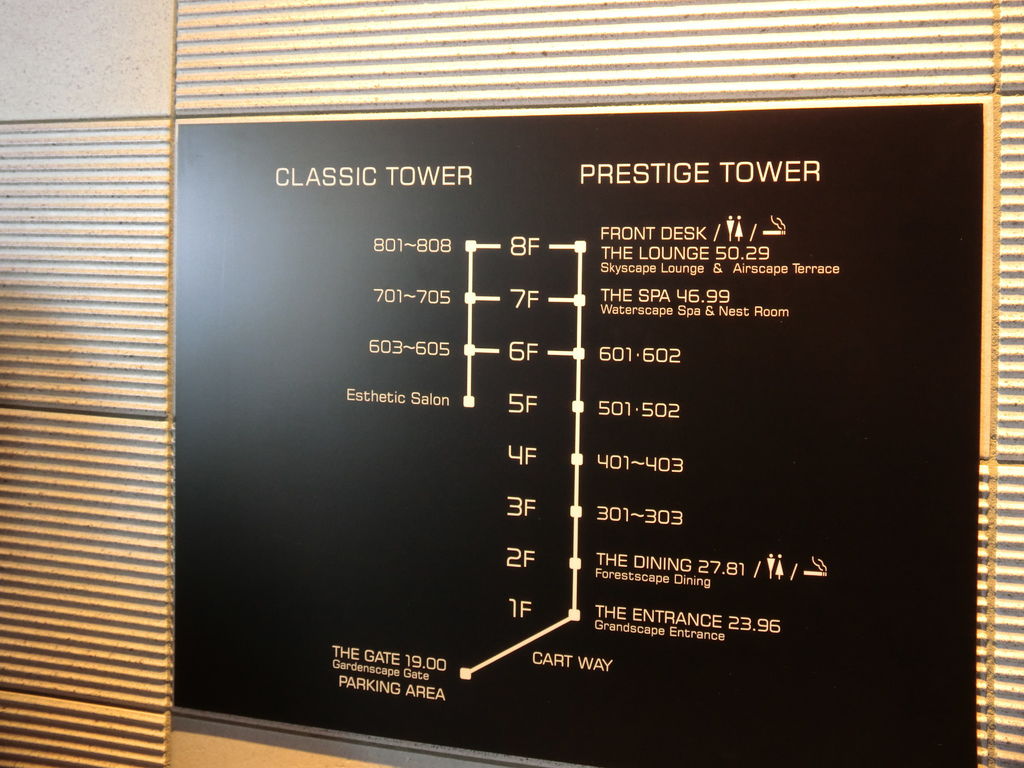 CLASSIC TOWER
PRESTIGE TOWER
801~808
8F
FRONT DESK / /
THE LOUNGE 50.29
Skyscape Lounge & Airscape Terrace
701~705
7F
THE SPA 46.99
Waterscape Spa & Nest Room
603~605
6F
601·602
Esthetic Salon
5F
501·502
4F
401~403
3F
301~303
2F
THE DINING 27.81 / /
Forestscape Dining
1F
THE ENTRANCE 23.96
Grandscape Entrance
CART WAY
THE GATE 19.00
Gardenscape Gate
PARKING AREA